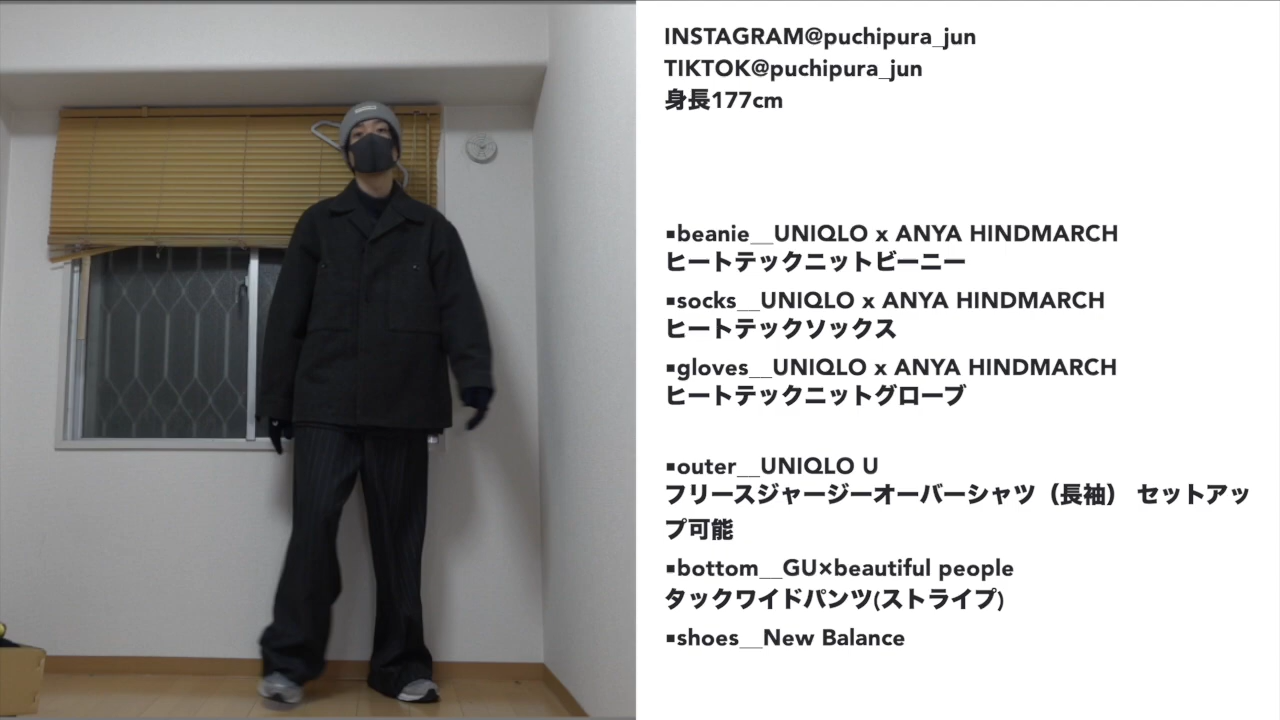 INSTAGRAM@puchipura_jun
TIKTOK@puchipura_jun
身長177cm
▪beanie__UNIQLO x ANYA HINDMARCH
ヒートテックニットビーニー
▪socks__UNIQLO x ANYA HINDMARCH
ヒートテックソックス
▪gloves__UNIQLO x ANYA HINDMARCH
ヒートテックニットグローブ
▪outer__UNIQLO U
フリースジャージーオーバーシャツ（長袖） セットアッ
プ可能
▪bottom__GU×beautiful people
タックワイドパンツ(ストライプ)
▪shoes__New Balance